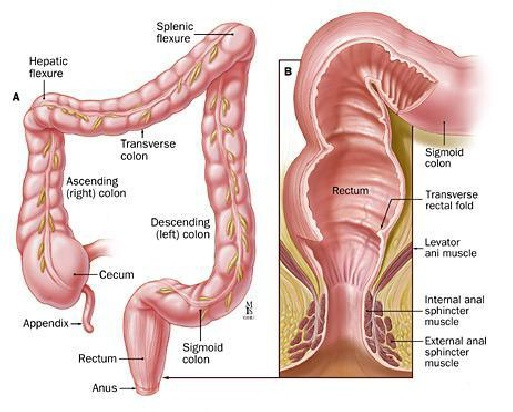 Splenic
flexure
Hepatic
flexure
A
B
Transverse
colon
Sigmoid
colon
Ascending
(right) colon
Rectum
Transverse
rectal fold
Descending
(left) colon
Levator
ani muscle
Cecum
Internal anal
sphincter
muscle
Appendix
External anal
sphincter
muscle
Sigmoid
colon
Rectum
Anus